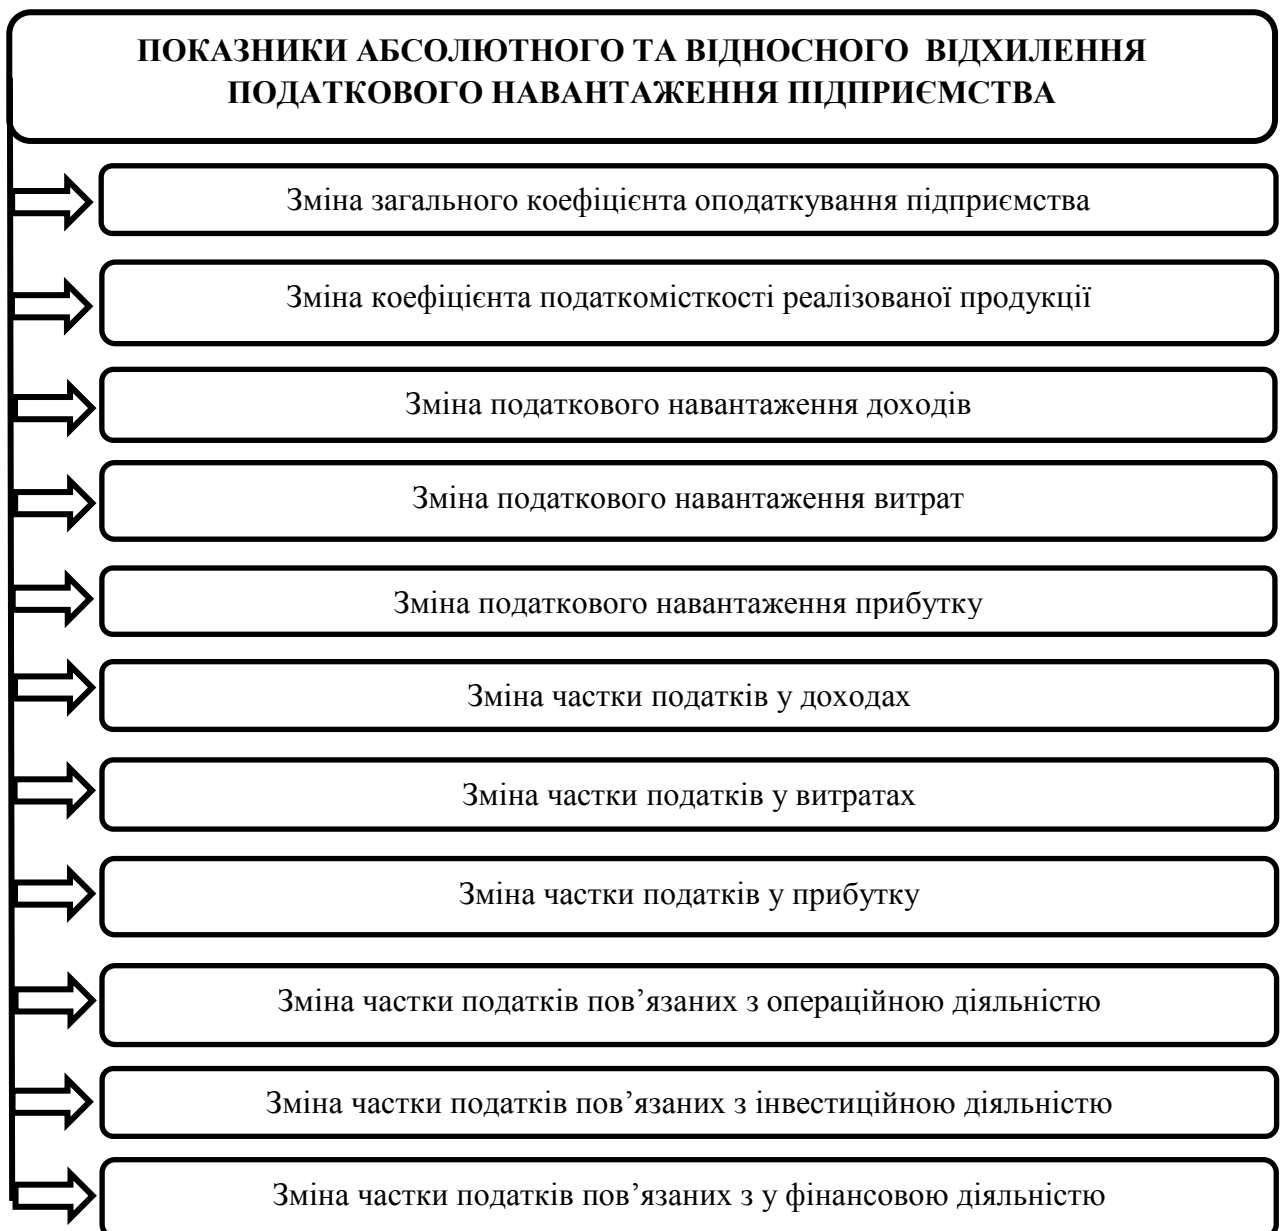 ПОКАЗНИКИ АБСОЛЮТНОГО ТА ВІДНОСНОГО ВІДХИЛЕННЯ
ПОДАТКОВОГО НАВАНТАЖЕННЯ ПІДПРИЄМСТВА
Зміна загального коефіцієнта оподаткування підприємства
Зміна коефіцієнта податкомісткості реалізованої продукції
Зміна податкового навантаження доходів
Зміна податкового навантаження витрат
Зміна податкового навантаження прибутку
Зміна частки податків у доходах
Зміна частки податків у витратах
Зміна частки податків у прибутку
Зміна частки податків пов’язаних з операційною діяльністю
Зміна частки податків пов’язаних з інвестиційною діяльністю
Зміна частки податків пов’язаних з у фінансовою діяльністю